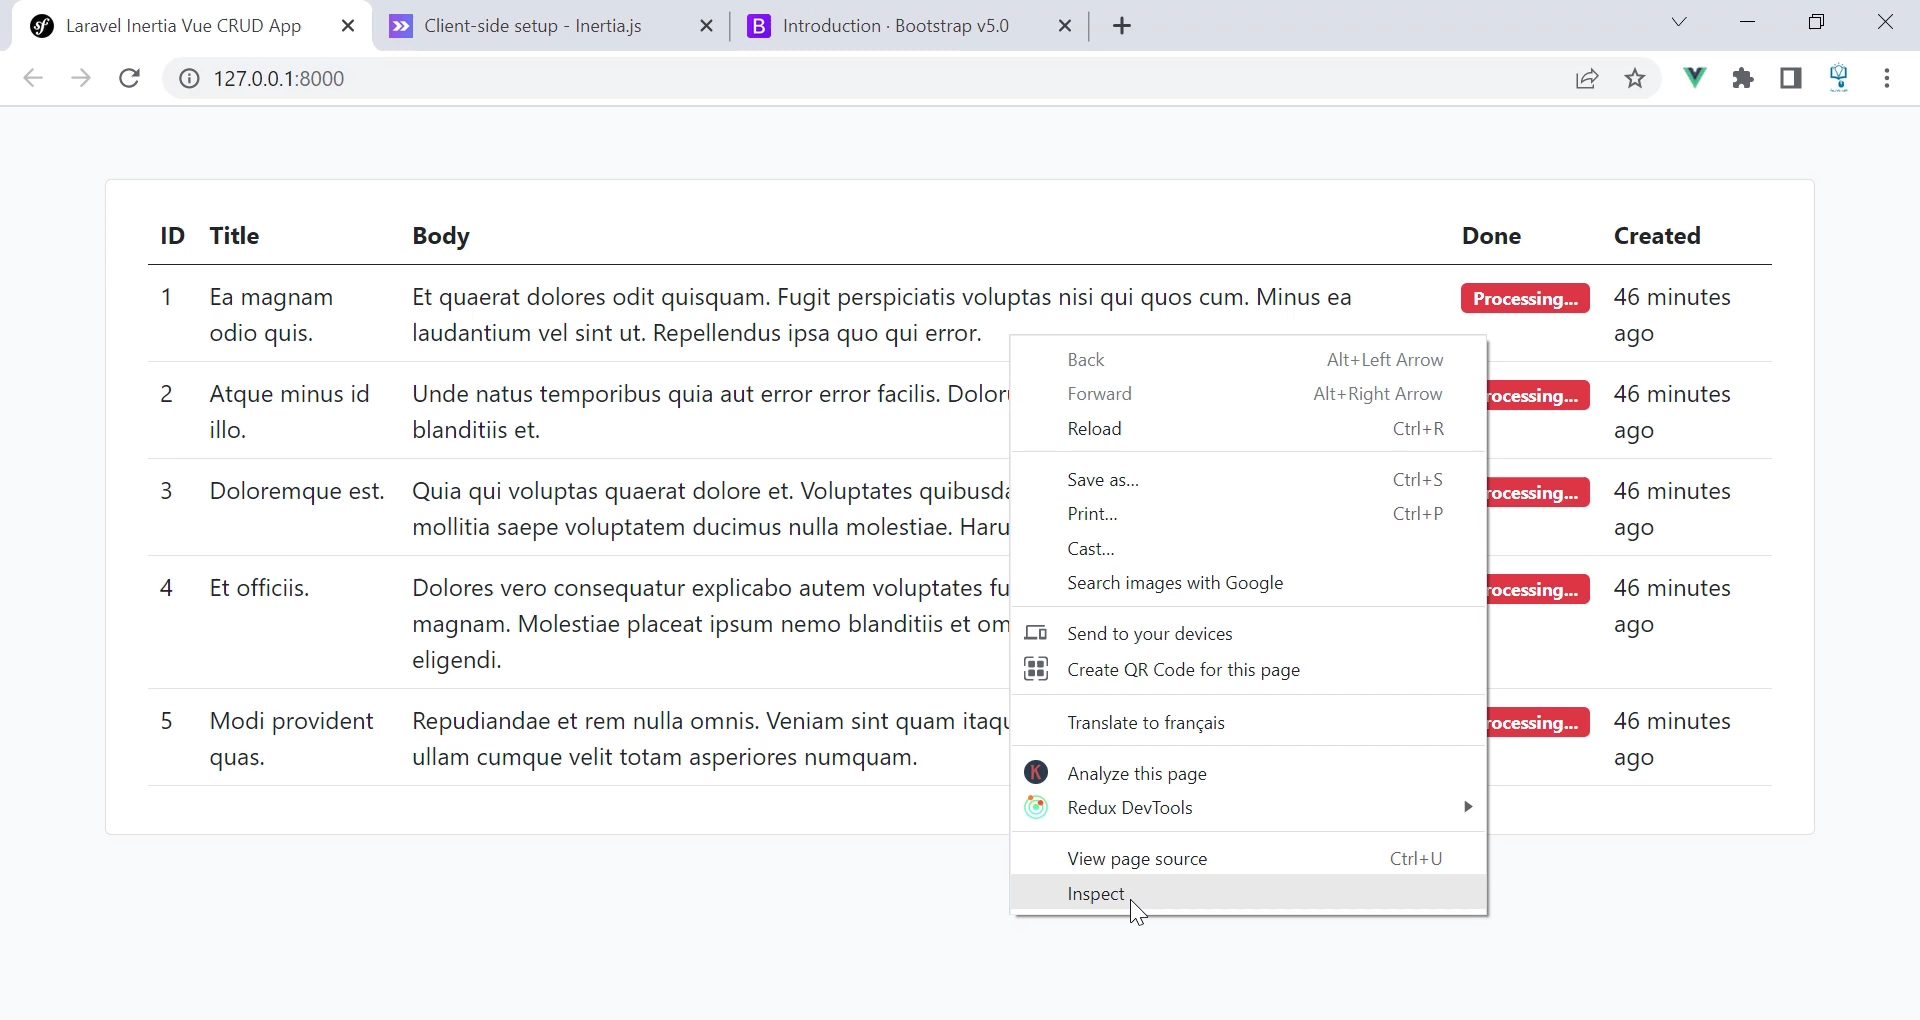 Laravel Inertia Vue CRUD App
Client-side setup - Inertia.js
B Introduction · Bootstrap v5.0
127.0.0.1:8000
ID Title Body Done Created
1 Ea magnam Et quaerat dolores odit quisquam. Fugit perspiciatis voluptas nisi qui quos cum. Minus ea Processing... 46 minutes
odio quis. laudantium vel sint ut. Repellendus ipsa quo qui error. ago
2 Atque minus id Unde natus temporibus quia aut error error facilis. Dolor rocessing... 46 minutes
illo. blanditiis et. ago
3 Doloremque est. Quia qui voluptas quaerat dolore et. Voluptates quibusda rocessing... 46 minutes
mollitia saepe voluptatem ducimus nulla molestiae. Haru ago
4 Et officiis. Dolores vero consequatur explicabo autem voluptates fu rocessing... 46 minutes
magnam. Molestiae placeat ipsum nemo blanditiis et om ago
eligendi.
5 Modi provident Repudiandae et rem nulla omnis. Veniam sint quam itaqu rocessing... 46 minutes
quas. ullam cumque velit totam asperiores numquam. ago
Back Alt+Left Arrow
Forward Alt+Right Arrow
Reload Ctrl+R
Save as... Ctrl+S
Print... Ctrl+P
Cast...
Search images with Google
Send to your devices
Create QR Code for this page
Translate to français
K Analyze this page
Redux DevTools
View page source Ctrl+U
Inspect